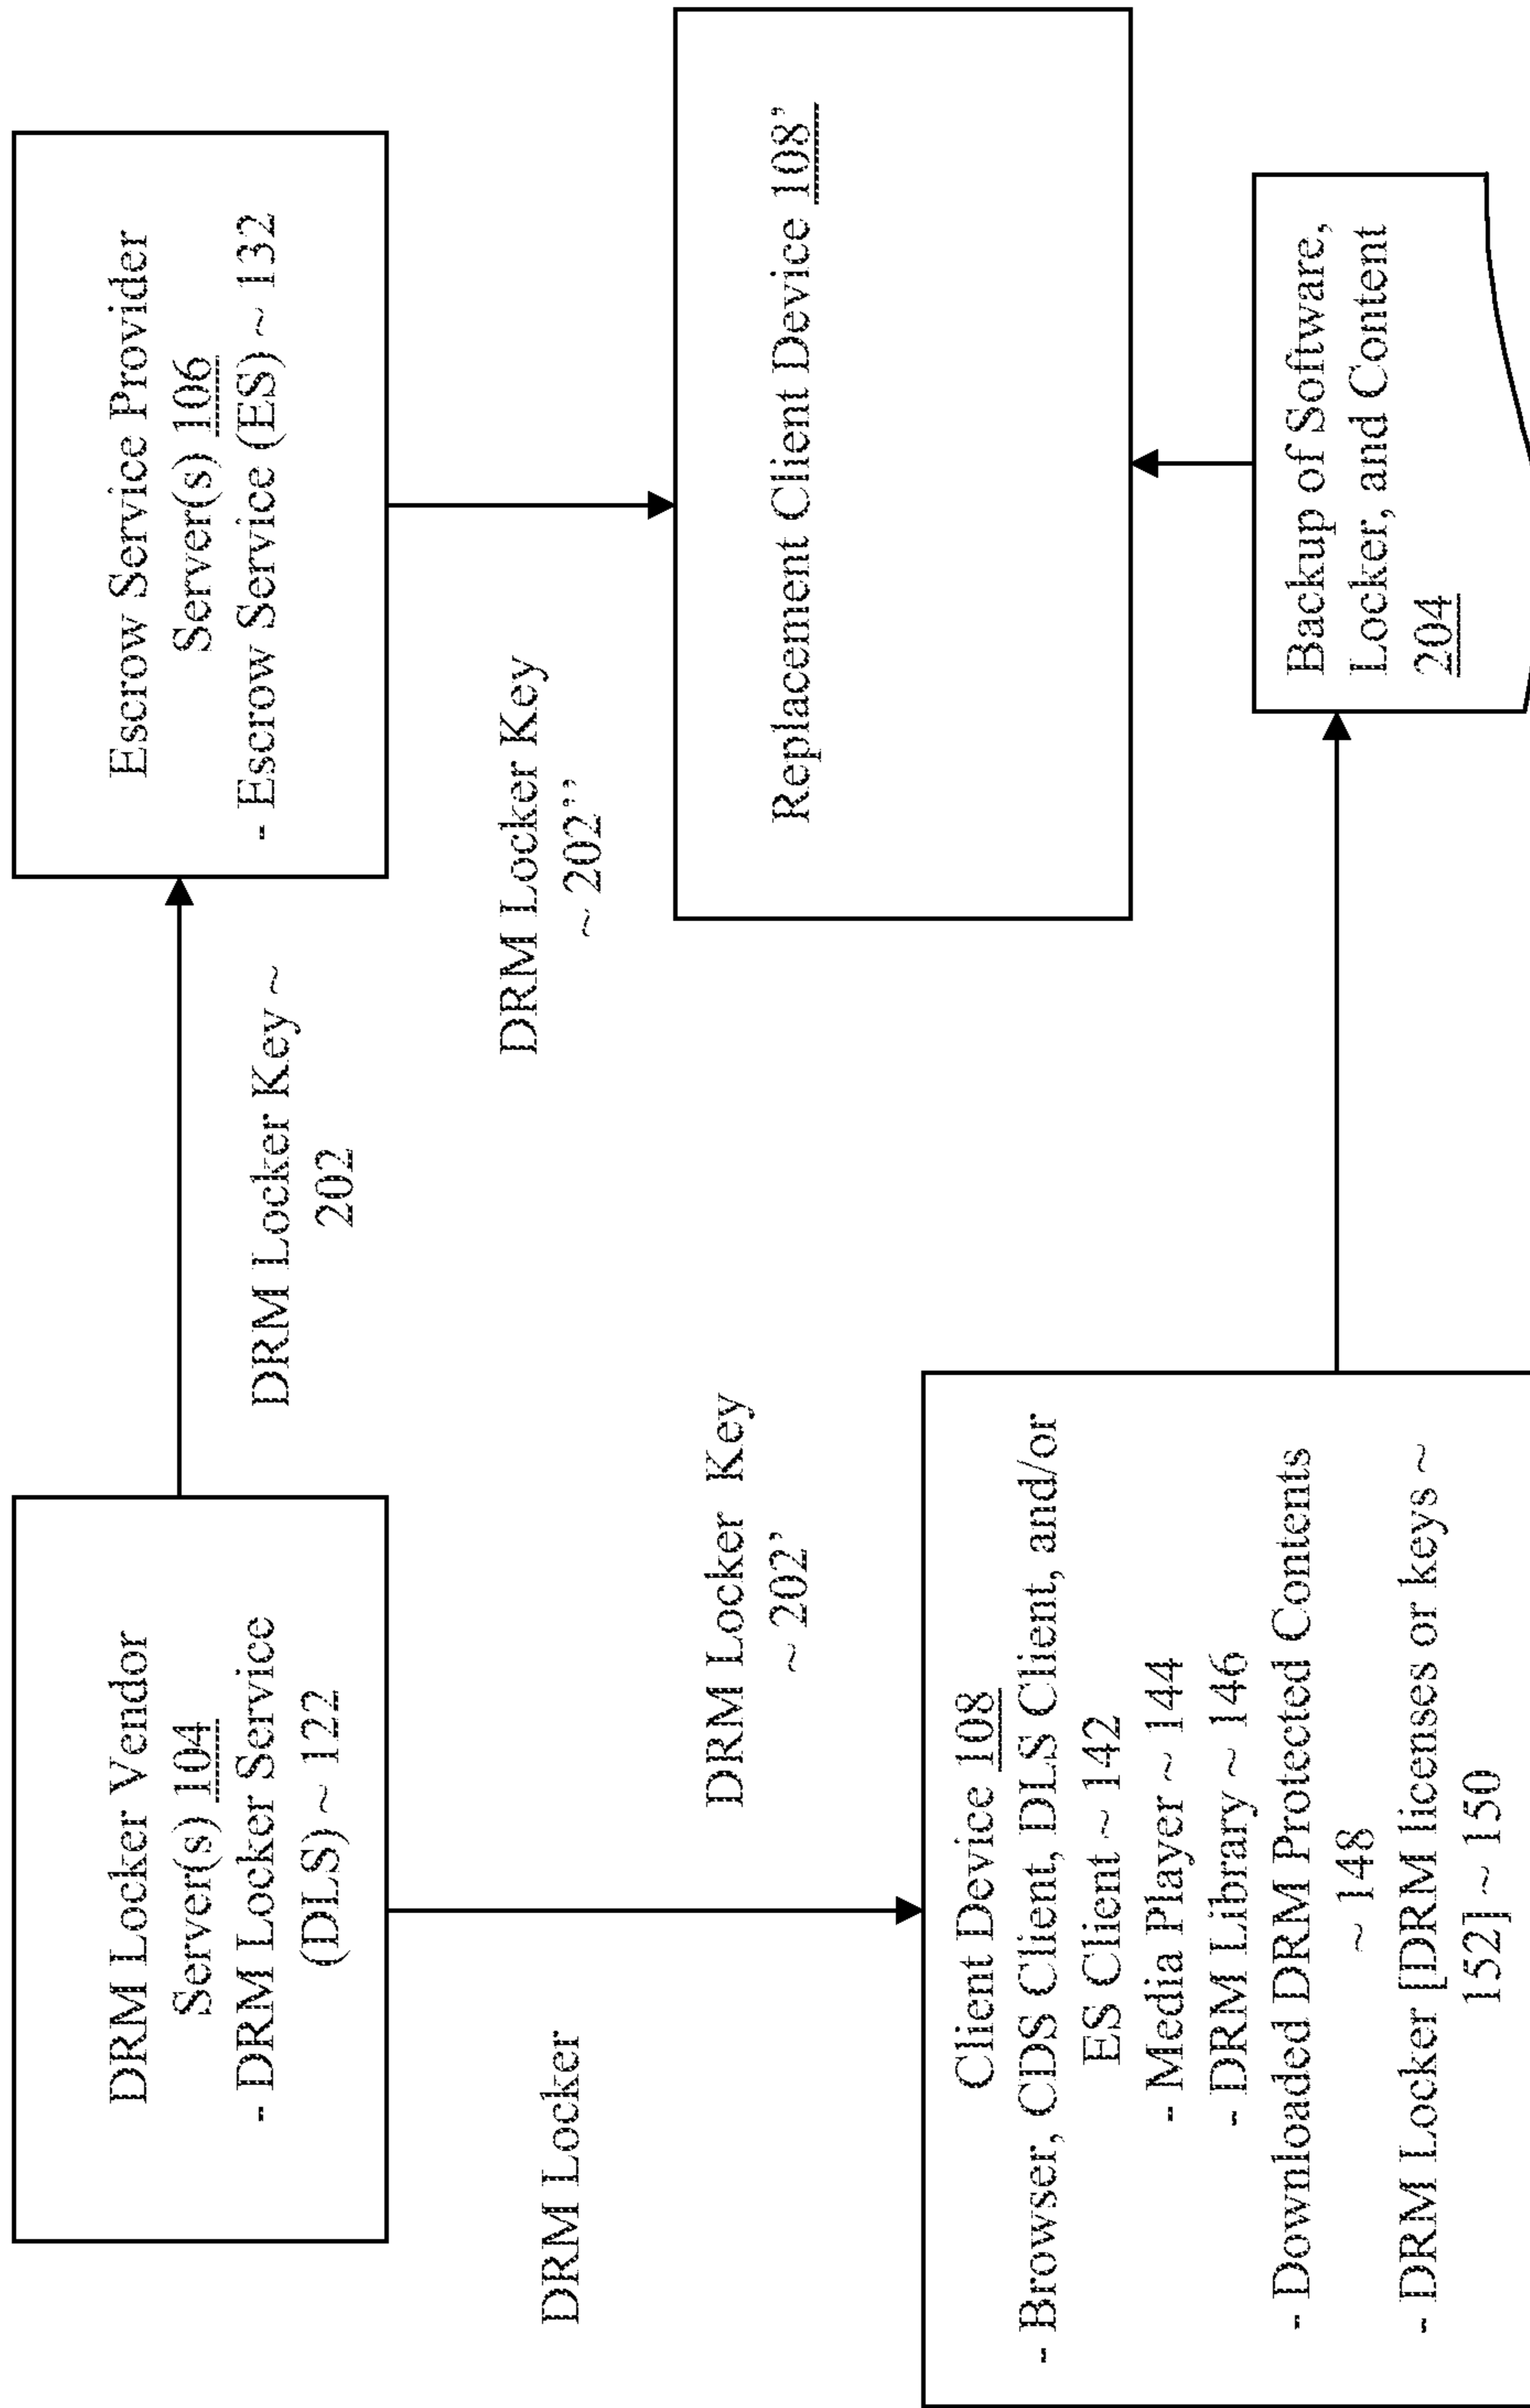 DRM Locker Vendor
Server(s) 104
- DRM Locker Service
(DLS) ~ 122
DRM Locker Key ~
202
Escrow Service Provider
Server(s) 106
- Escrow Service (ES) ~ 132
DRM Locker
DRM Locker Key
~ 202’
DRM Locker Key
~ 202’’
Replacement Client Device 108’
Client Device 108
- Browser, CDS Client, DLS Client, and/or
ES Client ~ 142
- Media Player ~ 144
- DRM Library ~ 146
- Downloaded DRM Protected Contents
~ 148
- DRM Locker [DRM licenses or keys ~
152] ~ 150
Backup of Software,
Locker, and Content
204